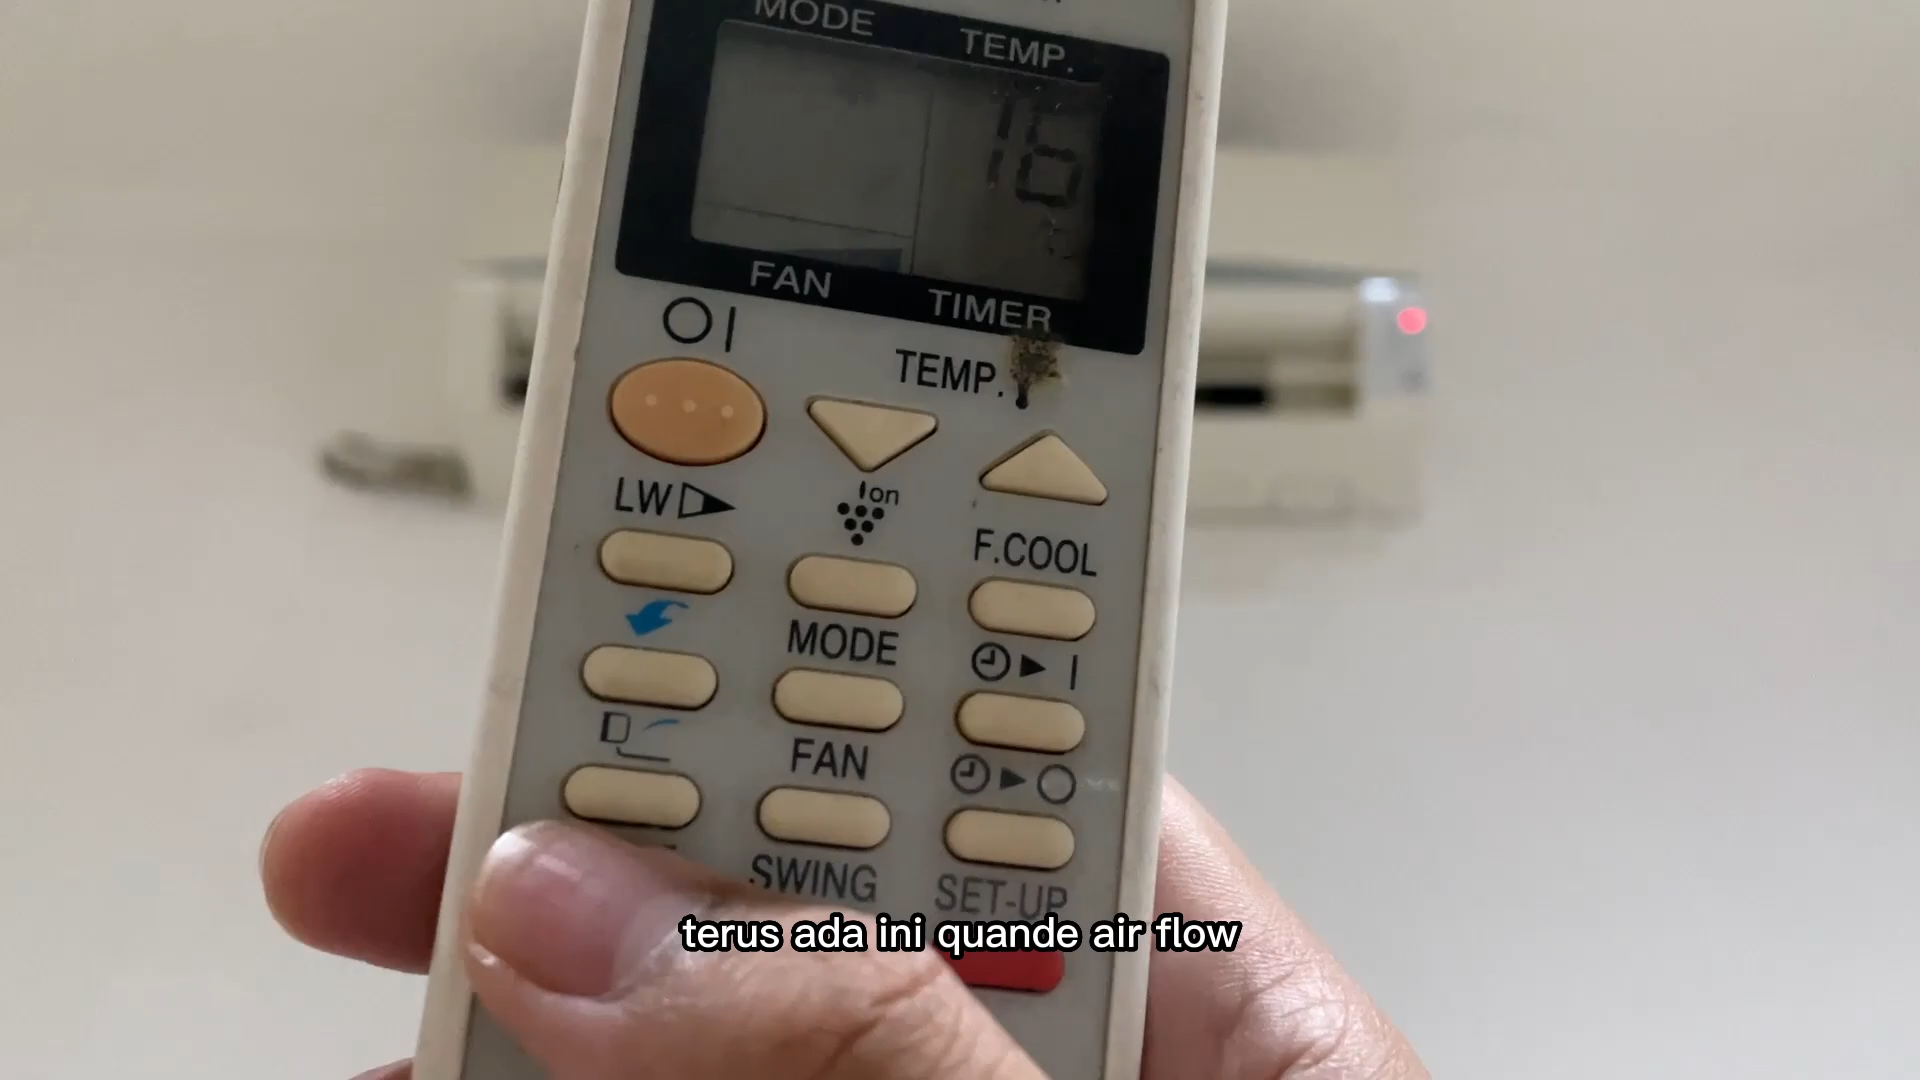 MODE TEMP.
16
FAN TIMER
TEMP.
LW
Ion
F.COOL
MODE
FAN
SWING SET-UP
terus ada ini quande air flow